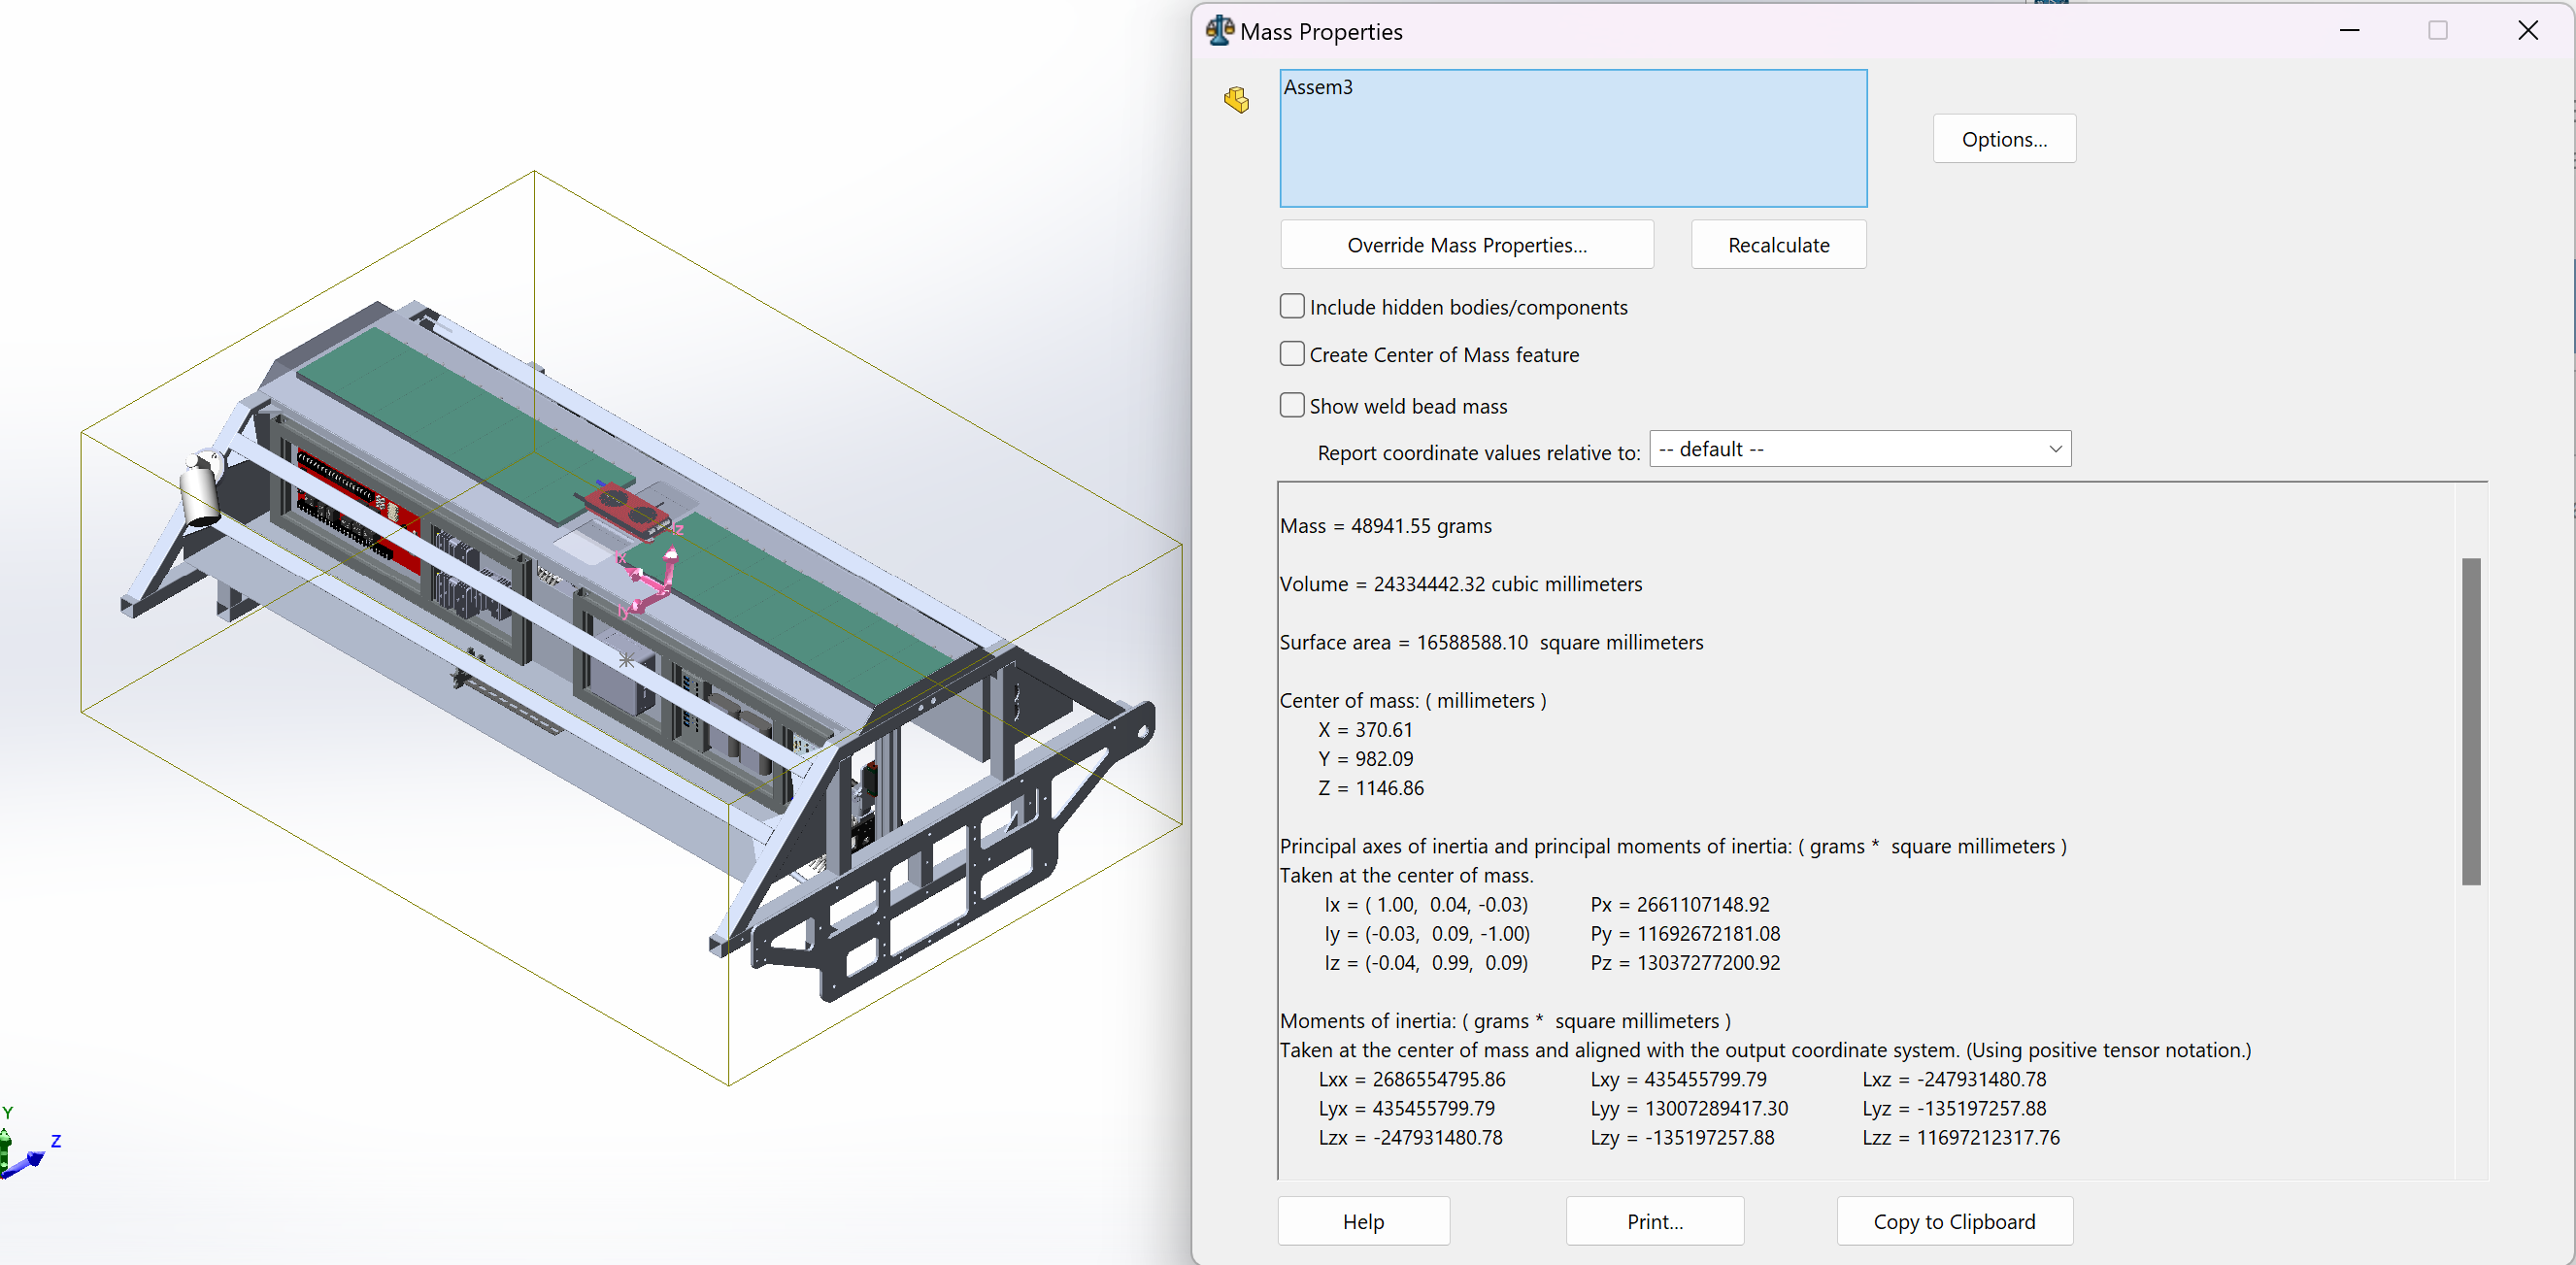 Mass Properties
Assem3
Options...
Override Mass Properties...
Recalculate
Include hidden bodies/components
Create Center of Mass feature
Show weld bead mass
Report coordinate values relative to: -- default --
Mass = 48941.55 grams
Volume = 24334442.32 cubic millimeters
Surface area = 16588588.10 square millimeters
Center of mass: ( millimeters )
X = 370.61
Y = 982.09
Z = 1146.86
Principal axes of inertia and principal moments of inertia: ( grams * square millimeters )
Taken at the center of mass.
Ix = ( 1.00, 0.04, -0.03) Px = 2661107148.92
Iy = (-0.03, 0.09, -1.00) Py = 11692672181.08
Iz = (-0.04, 0.99, 0.09) Pz = 13037277200.92
Moments of inertia: ( grams * square millimeters )
Taken at the center of mass and aligned with the output coordinate system. (Using positive tensor notation.)
Lxx = 2686554795.86 Lxy = 435455799.79 Lxz = -247931480.78
Lyx = 435455799.79 Lyy = 13007289417.30 Lyz = -135197257.88
Lzx = -247931480.78 Lzy = -135197257.88 Lzz = 11697212317.76
Help
Print...
Copy to Clipboard
Iz
Ix
Iy
Y
Z